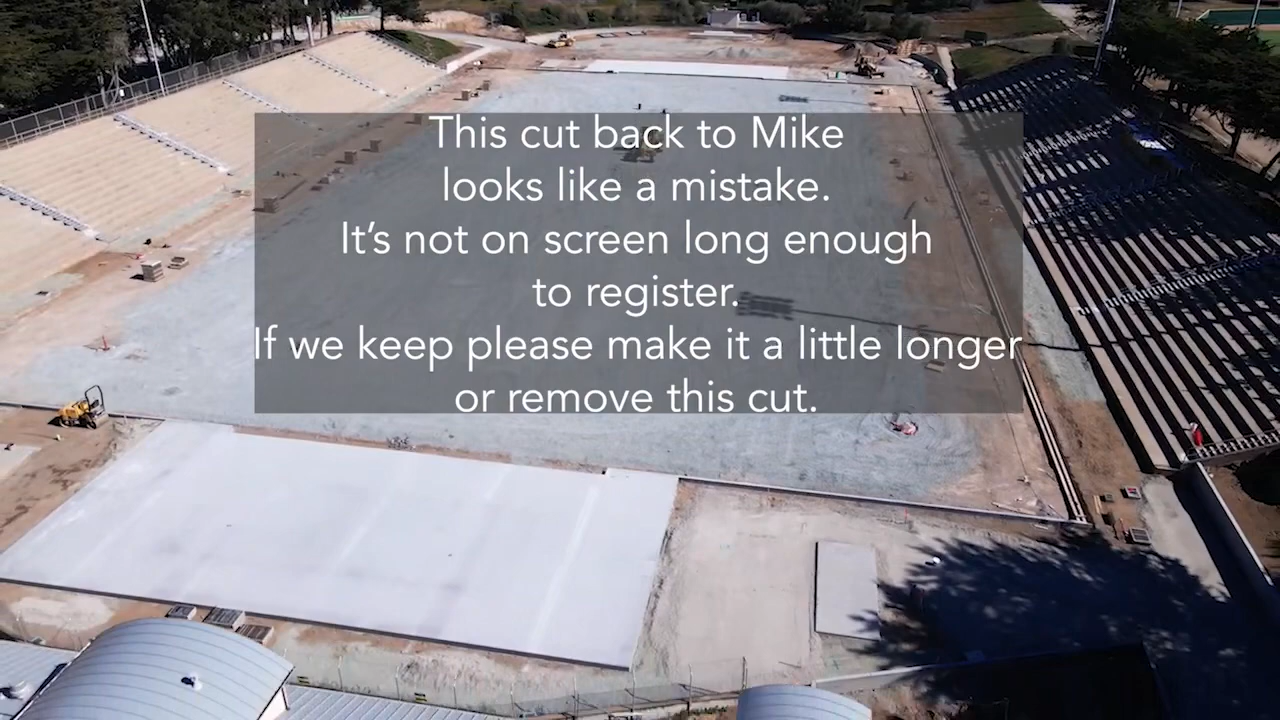 This cut back to Mike
looks like a mistake.
It’s not on screen long enough
to register.
If we keep please make it a little longer
or remove this cut.